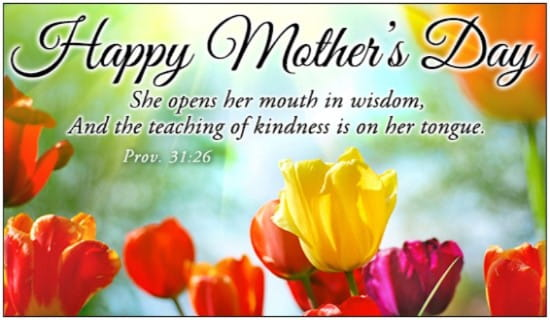 Happy Mother's Day
She opens her mouth in wisdom,
And the teaching of kindness is on her tongue.
Prov. 31:26